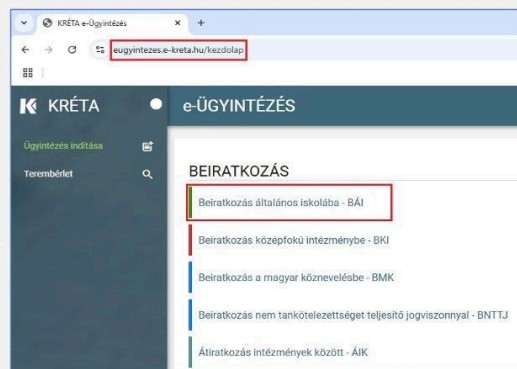 KRÉTA e-Ügyintézés
eugyintezes.e-kreta.hu/kezdolap
KRÉTA
e-ÜGYINTÉZÉS
Ügyintézés indítása
Terembérlet
BEIRATKOZÁS
Beiratkozás általános iskolába - BÁI
Beiratkozás középfokú intézménybe - BKI
Beiratkozás a magyar köznevelésbe - BMK
Beiratkozás nem tankötelezettséget teljesítő jogviszonnyal - BNTTJ
Átiratkozás intézmények között - ÁIK